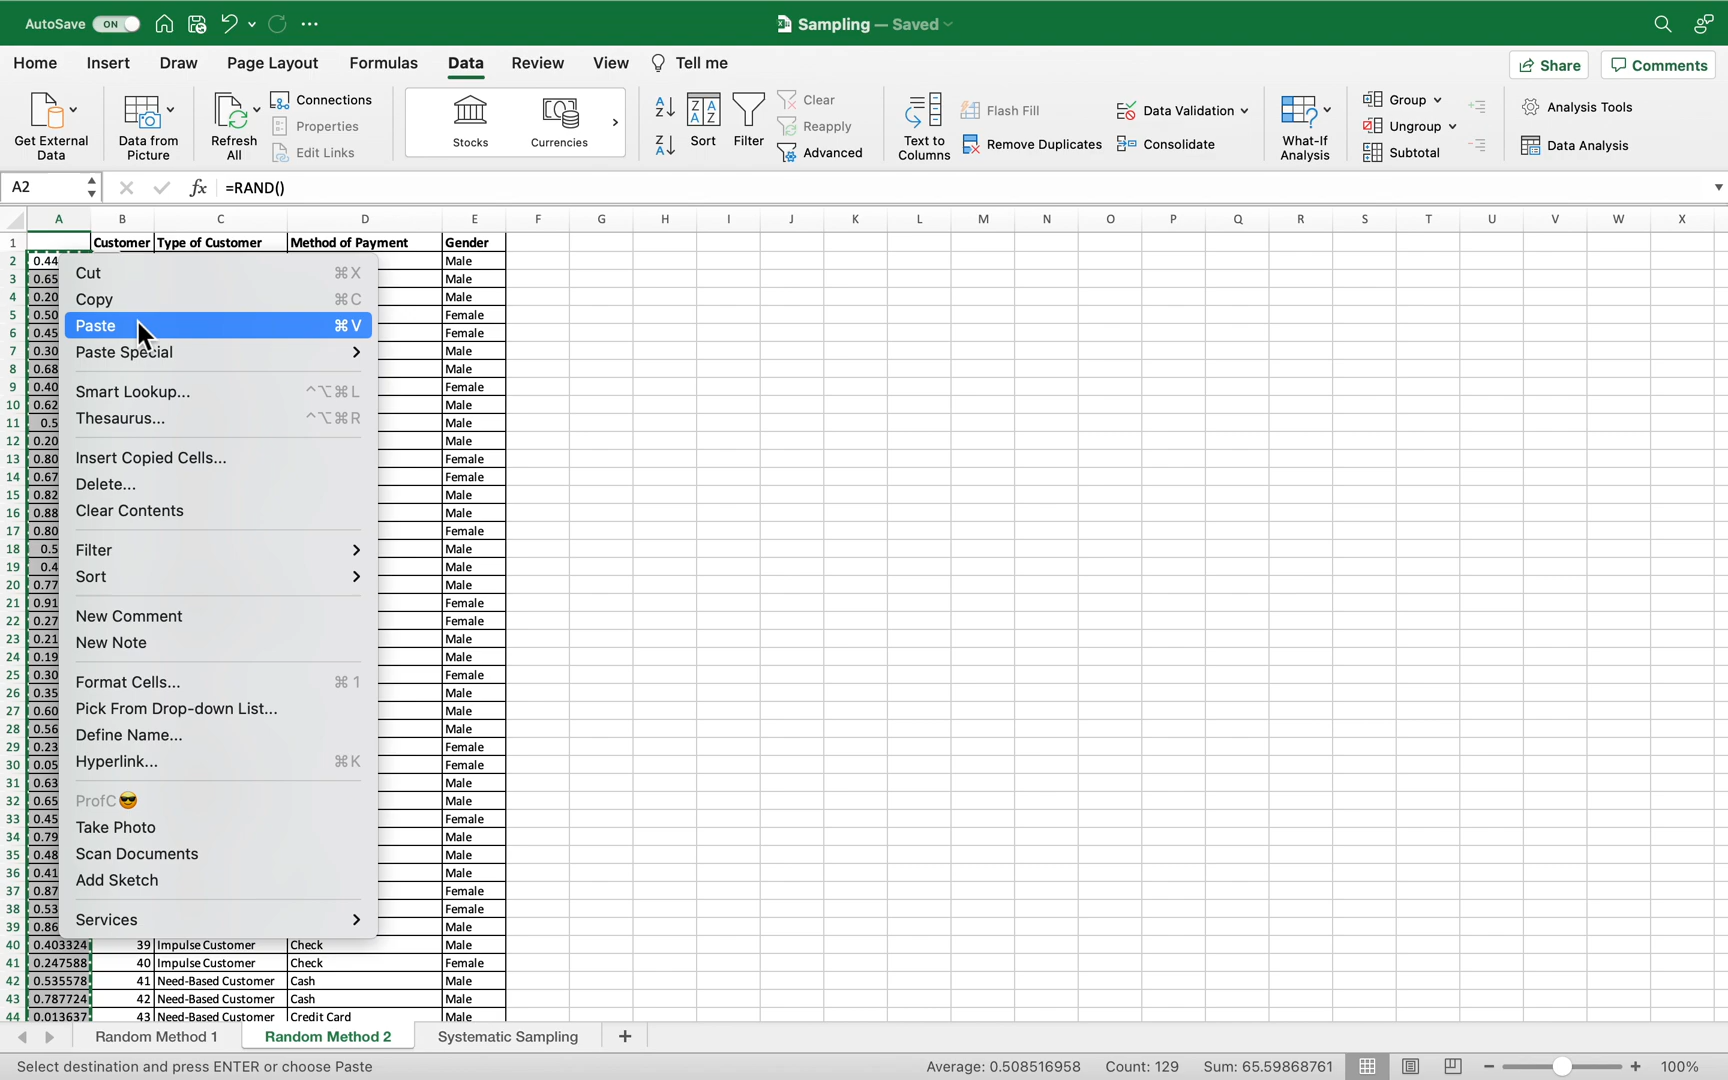 AutoSave ON
Sampling — Saved
Home Insert Draw Page Layout Formulas Data Review View Tell me Share Comments
Get External Data
Data from Picture
Refresh All
Connections
Properties
Edit Links
Stocks
Currencies
Sort
Filter
Clear
Reapply
Advanced
Text to Columns
Flash Fill
Remove Duplicates
Data Validation
Consolidate
What-If Analysis
Group
Ungroup
Subtotal
Analysis Tools
Data Analysis
A2 fx =RAND()
A B C D E F G H I J K L M N O P Q R S T U V W X
1 Customer Type of Customer Method of Payment Gender
2 0.44 Male
3 0.65 Male
4 0.20 Male
5 0.50 Female
6 0.45 Female
7 0.30 Male
8 0.68 Male
9 0.40 Female
10 0.62 Male
11 0.5 Male
12 0.20 Male
13 0.80 Female
14 0.67 Female
15 0.82 Male
16 0.88 Male
17 0.80 Female
18 0.5 Male
19 0.4 Male
20 0.77 Male
21 0.91 Female
22 0.27 Female
23 0.21 Male
24 0.19 Male
25 0.30 Female
26 0.35 Male
27 0.60 Male
28 0.56 Male
29 0.23 Female
30 0.05 Female
31 0.63 Male
32 0.65 Male
33 0.45 Female
34 0.79 Male
35 0.48 Male
36 0.41 Male
37 0.87 Female
38 0.53 Female
39 0.86 Male
40 0.403324 39 Impulse Customer Check Male
41 0.247588 40 Impulse Customer Check Female
42 0.535578 41 Need-Based Customer Cash Male
43 0.787724 42 Need-Based Customer Cash Male
44 0.013637 43 Need-Based Customer Credit Card Male
Cut ⌘X
Copy ⌘C
Paste ⌘V
Paste Special
Smart Lookup... ^⌥⌘L
Thesaurus... ^⌥⌘R
Insert Copied Cells...
Delete...
Clear Contents
Filter
Sort
New Comment
New Note
Format Cells... ⌘1
Pick From Drop-down List...
Define Name...
Hyperlink... ⌘K
ProfC😎
Take Photo
Scan Documents
Add Sketch
Services
Random Method 1 Random Method 2 Systematic Sampling +
Select destination and press ENTER or choose Paste Average: 0.508516958 Count: 129 Sum: 65.59868761 100%